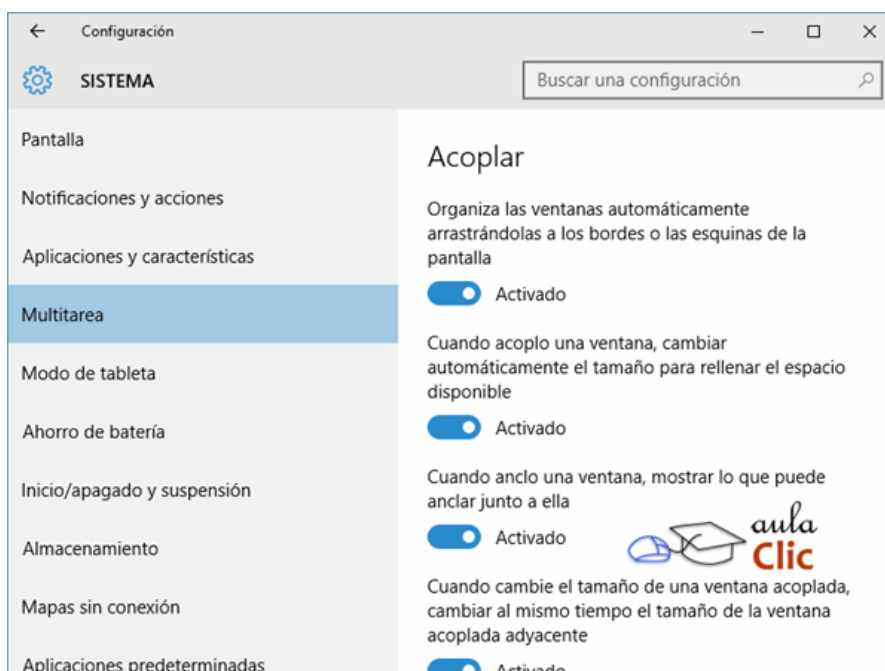 Configuración
SISTEMA
Buscar una configuración
Pantalla
Notificaciones y acciones
Aplicaciones y características
Multitarea
Modo de tableta
Ahorro de batería
Inicio/apagado y suspensión
Almacenamiento
Mapas sin conexión
Aplicaciones predeterminadas
Acoplar
Organiza las ventanas automáticamente
arrastrándolas a los bordes o las esquinas de la
pantalla
Activado
Cuando acoplo una ventana, cambiar
automáticamente el tamaño para rellenar el espacio
disponible
Activado
Cuando anclo una ventana, mostrar lo que puede
anclar junto a ella
Activado
aula
Clic
Cuando cambie el tamaño de una ventana acoplada,
cambiar al mismo tiempo el tamaño de la ventana
acoplada adyacente
Activado